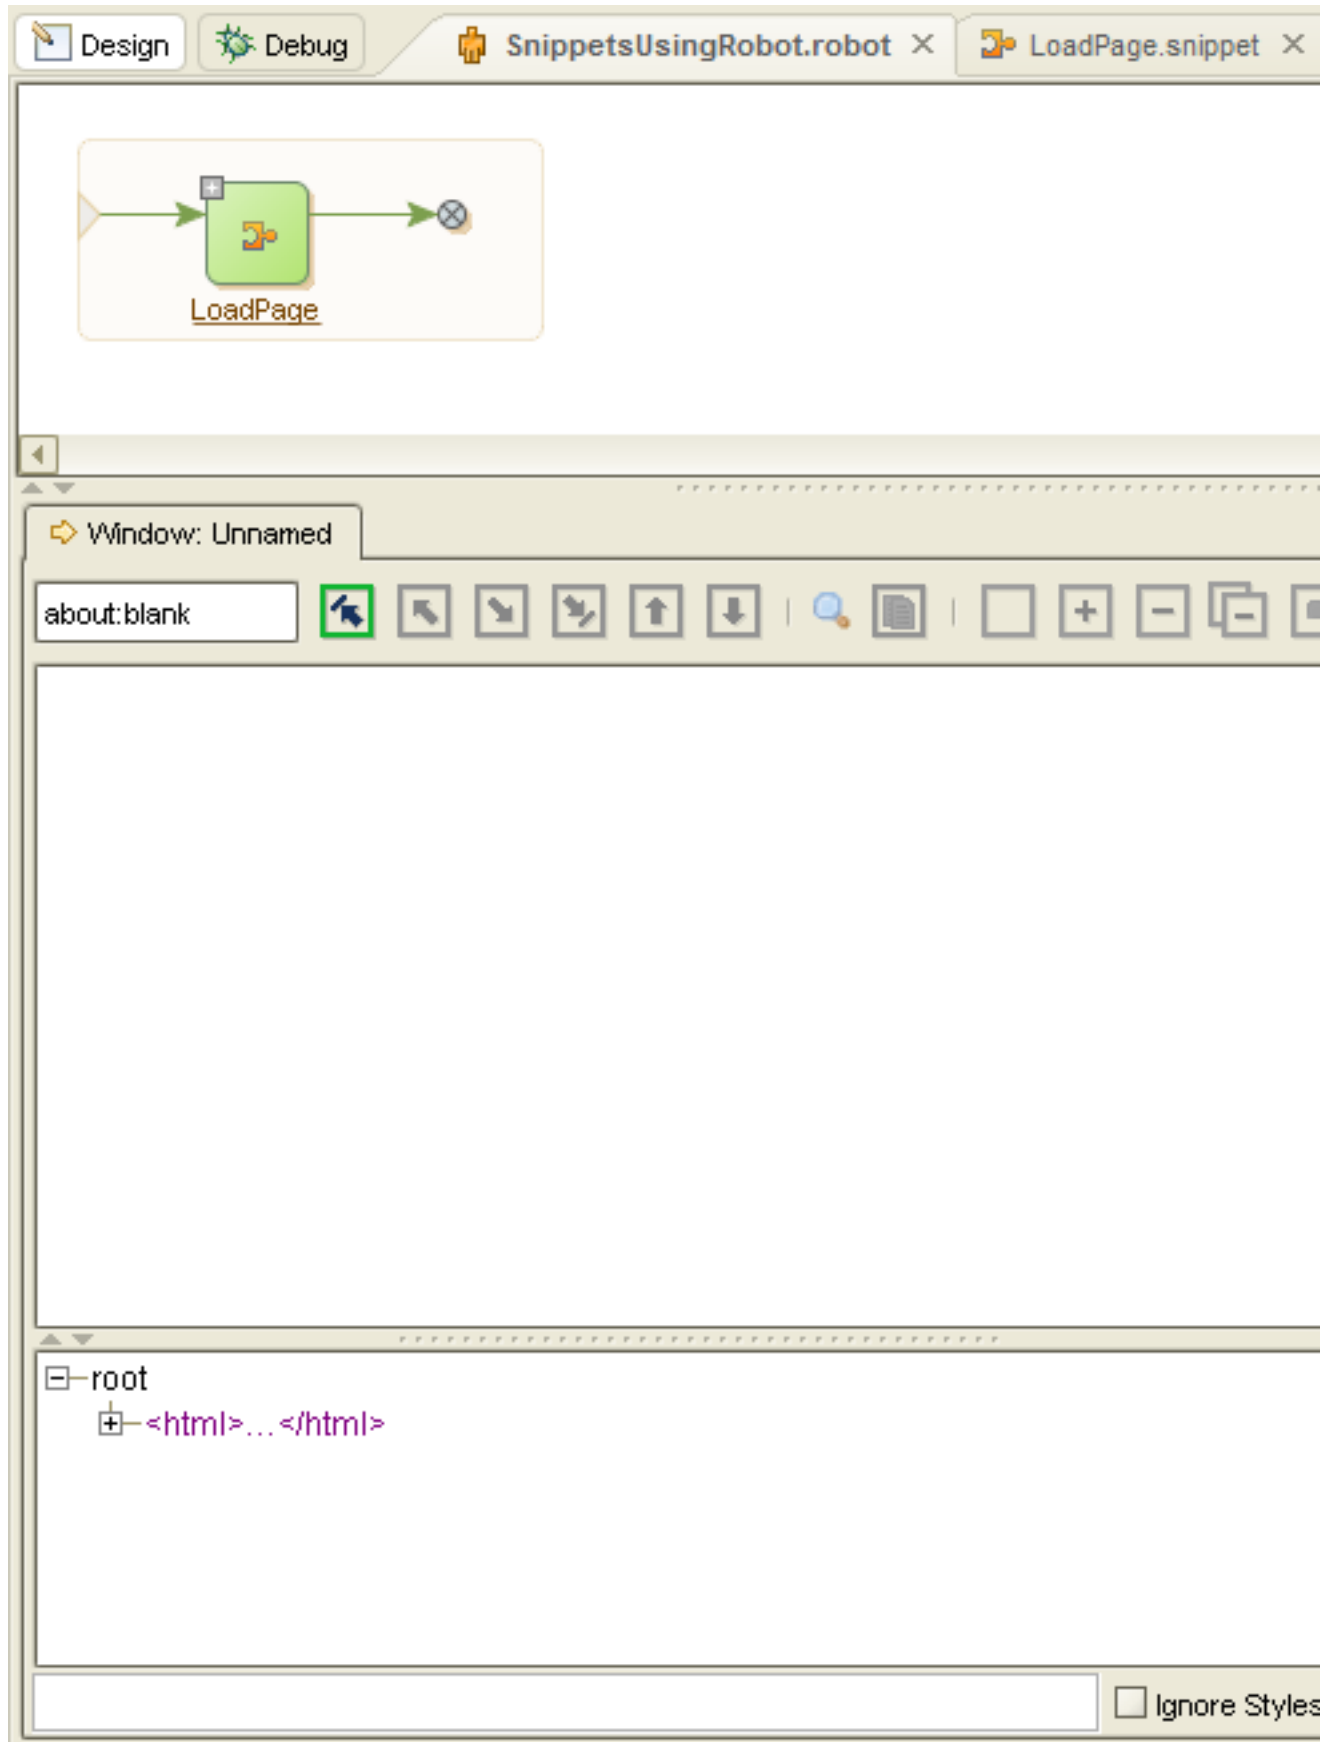 Design Debug SnippetsUsingRobot.robot LoadPage.snippet
LoadPage
Window: Unnamed
about:blank
root
<html>...</html>
Ignore Styles